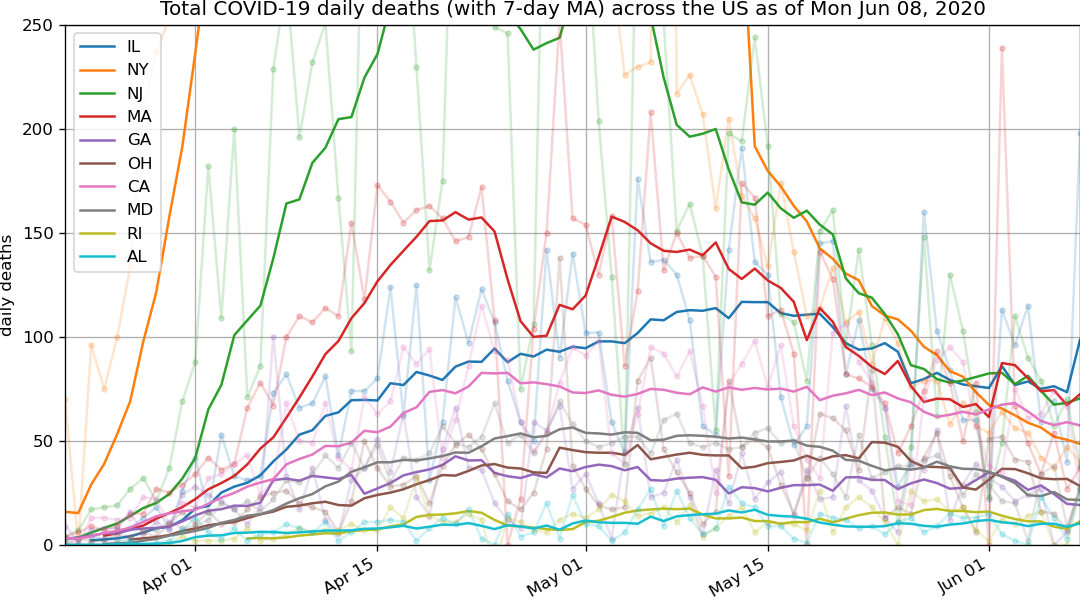 Total COVID-19 daily deaths (with 7-day MA) across the US as of Mon Jun 08, 2020
daily deaths
250
200
150
100
50
0
IL
NY
NJ
MA
GA
OH
CA
MD
RI
AL
Apr 01
Apr 15
May 01
May 15
Jun 01